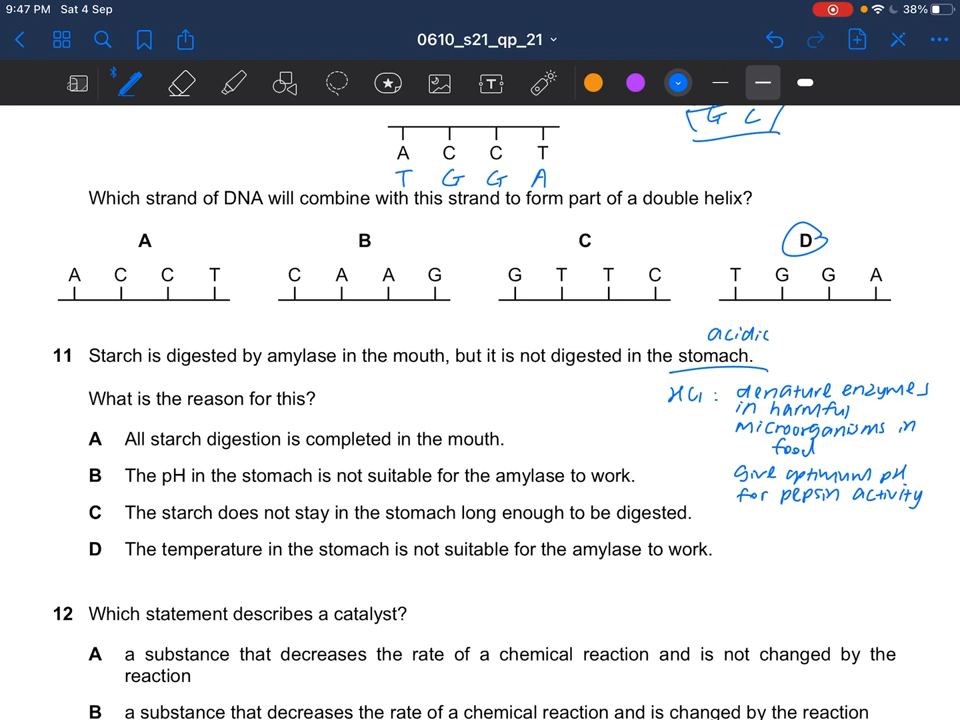 9:47 PM Sat 4 Sep
38%
0610_s21_qp_21
G C
A C C T
T G G A
Which strand of DNA will combine with this strand to form part of a double helix?
A B C D
A C C T C A A G G T T C T G G A
acidic
11 Starch is digested by amylase in the mouth, but it is not digested in the stomach.
What is the reason for this?
HCl : denature enzymes
in harmful
microorganisms in
food
give optimum pH
for pepsin activity
A All starch digestion is completed in the mouth.
B The pH in the stomach is not suitable for the amylase to work.
C The starch does not stay in the stomach long enough to be digested.
D The temperature in the stomach is not suitable for the amylase to work.
12 Which statement describes a catalyst?
A a substance that decreases the rate of a chemical reaction and is not changed by the
reaction
B a substance that decreases the rate of a chemical reaction and is changed by the reaction